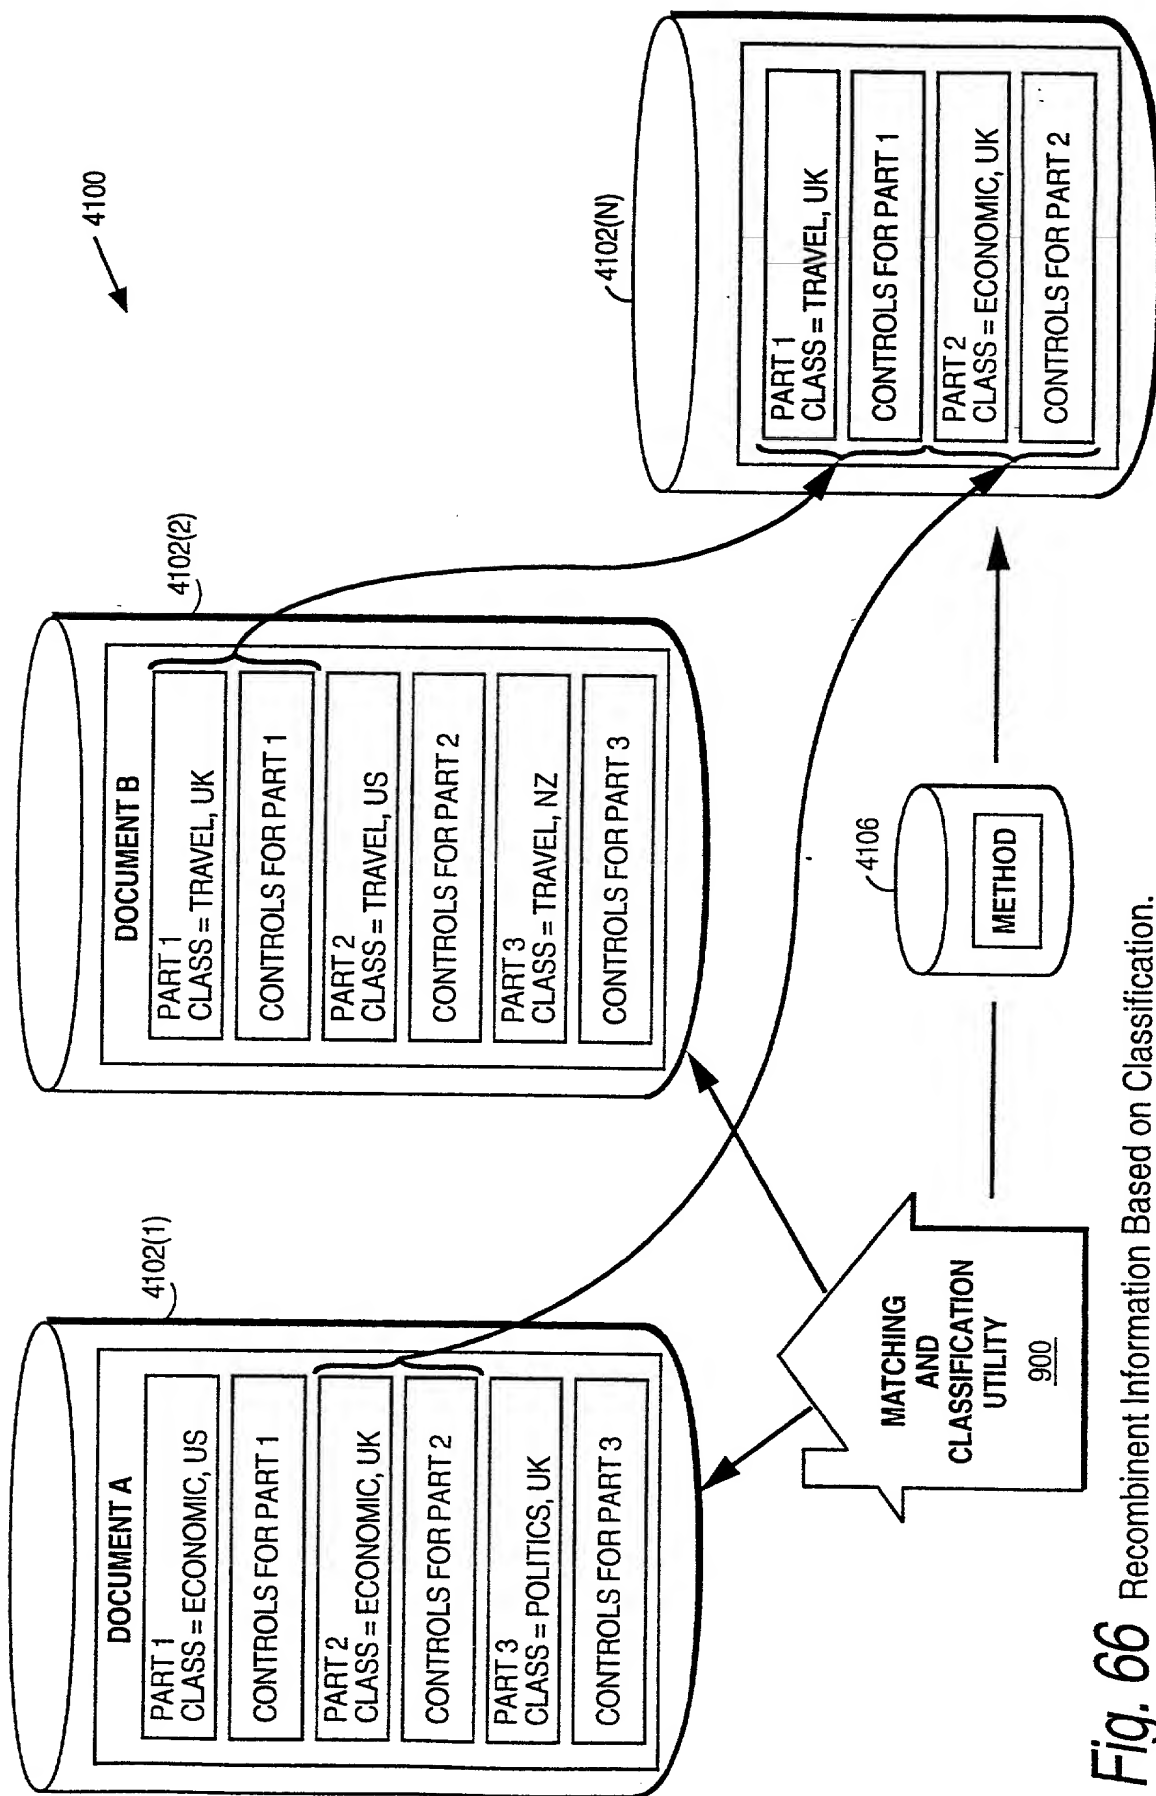 4100
4102(1)
DOCUMENT A
PART 1
CLASS = ECONOMIC, US
CONTROLS FOR PART 1
PART 2
CLASS = ECONOMIC, UK
CONTROLS FOR PART 2
PART 3
CLASS = POLITICS, UK
CONTROLS FOR PART 3
4102(2)
DOCUMENT B
PART 1
CLASS = TRAVEL, UK
CONTROLS FOR PART 1
PART 2
CLASS = TRAVEL, US
CONTROLS FOR PART 2
PART 3
CLASS = TRAVEL, NZ
CONTROLS FOR PART 3
4102(N)
PART 1
CLASS = TRAVEL, UK
CONTROLS FOR PART 1
PART 2
CLASS = ECONOMIC, UK
CONTROLS FOR PART 2
MATCHING
AND
CLASSIFICATION
UTILITY
900
4106
METHOD
Fig. 66 Recombinent Information Based on Classification.